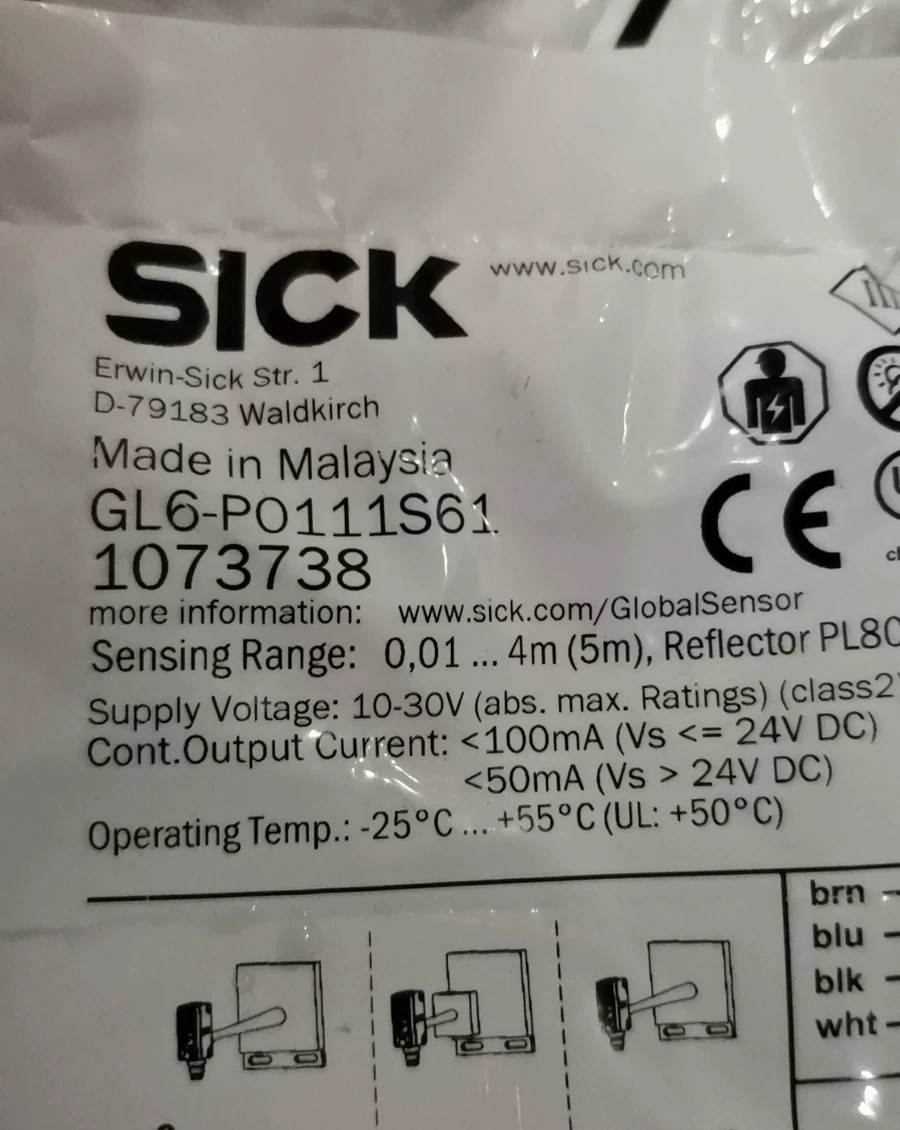 SICK www.sick.com
Erwin-Sick Str. 1
D-79183 Waldkirch
Made in Malaysia
GL6-P0111S61
1073738
CE
more information: www.sick.com/GlobalSensor
Sensing Range: 0,01 ... 4m (5m), Reflector PL80
Supply Voltage: 10-30V (abs. max. Ratings) (class2
Cont.Output Current: <100mA (Vs <= 24V DC)
<50mA (Vs > 24V DC)
Operating Temp.: -25°C ... +55°C (UL: +50°C)
brn
blu
blk
wht